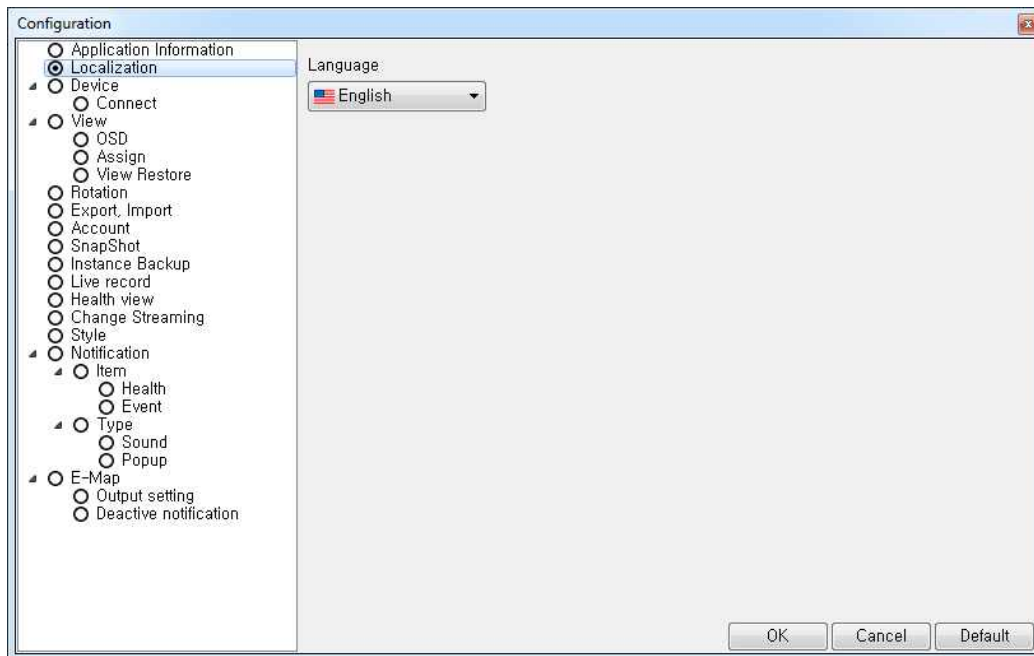 Configuration
Application Information
Localization
Device
Connect
View
OSD
Assign
View Restore
Rotation
Export, Import
Account
SnapShot
Instance Backup
Live record
Health view
Change Streaming
Style
Notification
Item
Health
Event
Type
Sound
Popup
E-Map
Output setting
Deactive notification
Language
English
OK
Cancel
Default